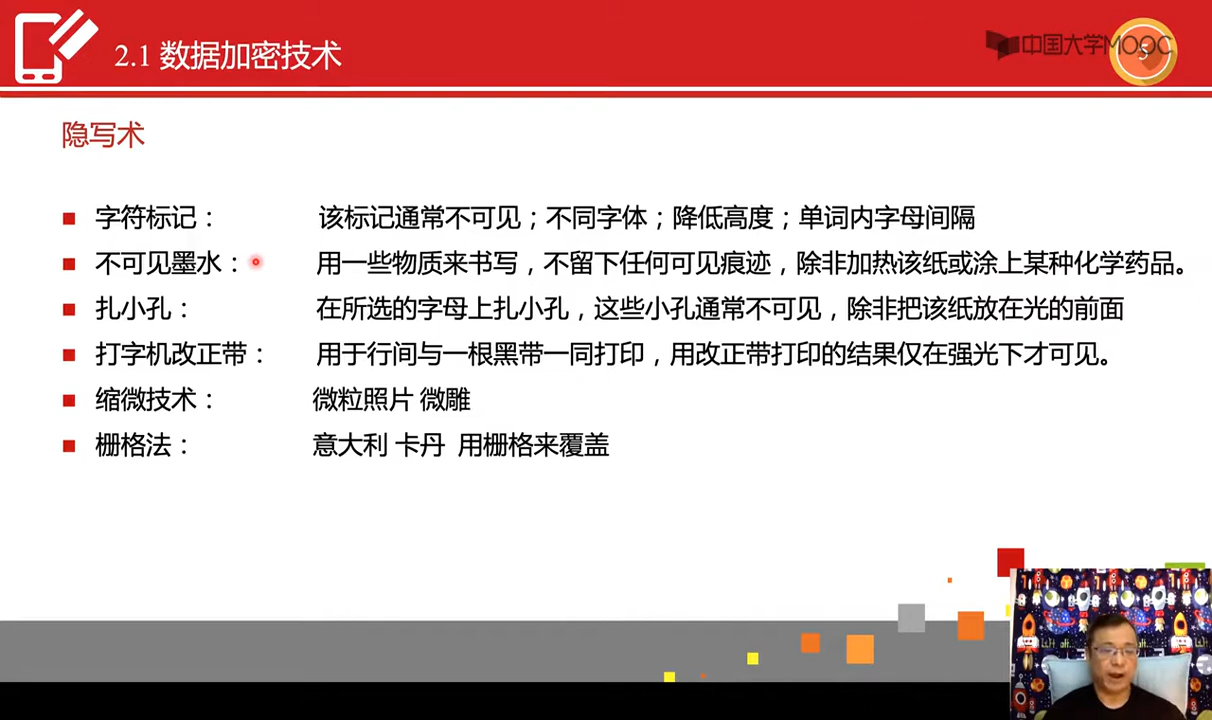 2.1 数据加密技术
中国大学MOOC
5
隐写术
字符标记： 该标记通常不可见；不同字体；降低高度；单词内字母间隔
不可见墨水： 用一些物质来书写，不留下任何可见痕迹，除非加热该纸或涂上某种化学药品。
扎小孔： 在所选的字母上扎小孔，这些小孔通常不可见，除非把该纸放在光的前面
打字机改正带： 用于行间与一根黑带一同打印，用改正带打印的结果仅在强光下才可见。
缩微技术： 微粒照片 微雕
栅格法： 意大利 卡丹 用栅格来覆盖